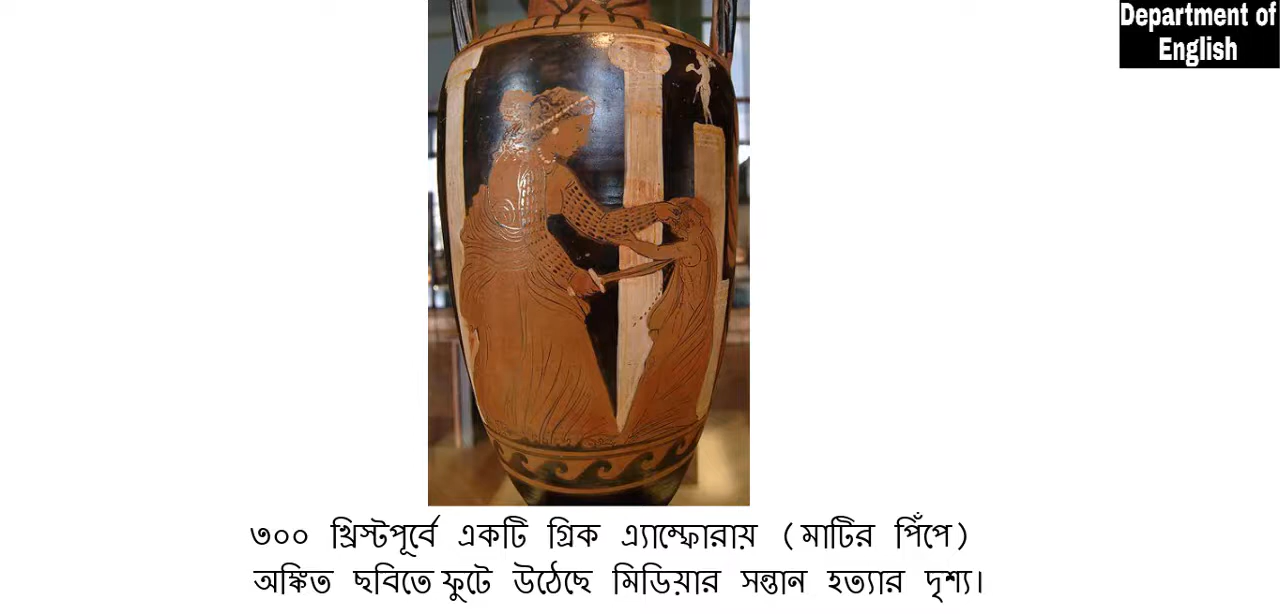 Department of
English
৩০০ খ্রিস্টপূর্বে একটি গ্রিক এ্যাম্ফোরায় (মাটির পিঁপে)
অঙ্কিত ছবিতে ফুটে উঠেছে মিডিয়ার সন্তান হত্যার দৃশ্য।